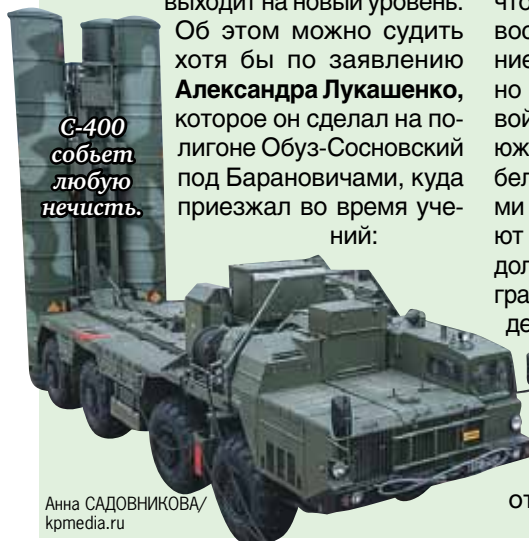 выходит на новый уровень.
Об этом можно судить
хотя бы по заявлению
Александра Лукашенко,
которое он сделал на по-
лигоне Обуз-Сосновский
под Барановичами, куда
приезжал во время уче-
ний:
С-400
собьет
любую
нечисть.
Анна САДОВНИКОВА/
kpmedia.ru
что
вос
ние
но
вой
юж
бел
ми
ют
дол
гра
де
от